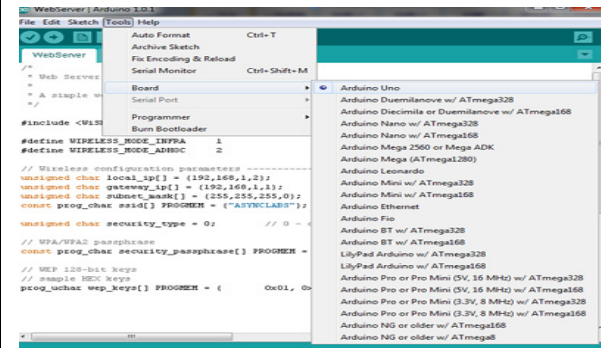 WebServer | Arduino 1.0.1
File Edit Sketch Tools Help
Auto Format Ctrl+T
Archive Sketch
Fix Encoding & Reload
Serial Monitor Ctrl+Shift+M
Board
Serial Port
Programmer
Burn Bootloader
Arduino Uno
Arduino Duemilanove w/ ATmega328
Arduino Diecimila or Duemilanove w/ ATmega168
Arduino Nano w/ ATmega328
Arduino Nano w/ ATmega168
Arduino Mega 2560 or Mega ADK
Arduino Mega (ATmega1280)
Arduino Leonardo
Arduino Mini w/ ATmega328
Arduino Mini w/ ATmega168
Arduino Ethernet
Arduino Fio
Arduino BT w/ ATmega328
Arduino BT w/ ATmega168
LilyPad Arduino w/ ATmega328
LilyPad Arduino w/ ATmega168
Arduino Pro or Pro Mini (5V, 16 MHz) w/ ATmega328
Arduino Pro or Pro Mini (5V, 16 MHz) w/ ATmega168
Arduino Pro or Pro Mini (3.3V, 8 MHz) w/ ATmega328
Arduino Pro or Pro Mini (3.3V, 8 MHz) w/ ATmega168
Arduino NG or older w/ ATmega168
Arduino NG or older w/ ATmega8
WebServer
/*
* Web Server
*
* A simple w
*/
#include <WiS
#define WIRELESS_MODE_INFRA 1
#define WIRELESS_MODE_ADHOC 2
// Wireless configuration parameters ----------------
unsigned char local_ip[] = {192,168,1,2};
unsigned char gateway_ip[] = {192,168,1,1};
unsigned char subnet_mask[] = {255,255,255,0};
const prog_char ssid[] PROGMEM = {"ASYNCLABS"};
unsigned char security_type = 0; // 0 -
// WPA/WPA2 passphrase
const prog_char security_passphrase[] PROGMEM =
// WEP 128-bit keys
// sample HEX keys
prog_uchar wep_keys[] PROGMEM = { 0x01, 0x